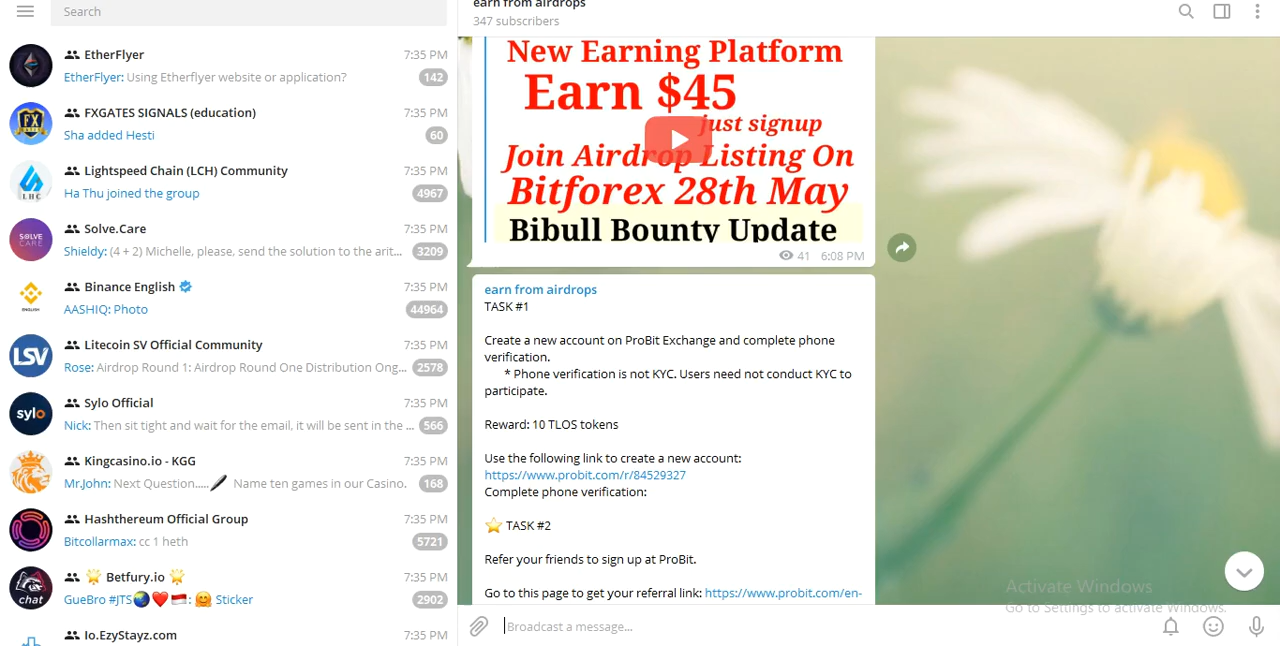 Search
EtherFlyer 7:35 PM
EtherFlyer: Using Etherflyer website or application? 142
FXGATES SIGNALS (education) 7:35 PM
Sha added Hesti 60
Lightspeed Chain (LCH) Community 7:35 PM
Ha Thu joined the group 4967
LHC
Solve.Care 7:35 PM
Shieldy: (4 + 2) Michelle, please, send the solution to the arit... 3209
SOLVE
CARE
Binance English 7:35 PM
AASHIQ: Photo 44964
ENGLISH
Litecoin SV Official Community 7:35 PM
Rose: Airdrop Round 1: Airdrop Round One Distribution Ong... 2578
LSV
Sylo Official 7:35 PM
Nick: Then sit tight and wait for the email, it will be sent in the ... 566
sylo
Kingcasino.io - KGG 7:35 PM
Mr.John: Next Question..... Name ten games in our Casino. 168
Hashthereum Official Group 7:35 PM
Bitcollarmax: cc 1 heth 5721
Betfury.io 7:35 PM
GueBro #JTS : Sticker 2902
chat
Io.EzyStayz.com 7:35 PM
earn from airdrops
347 subscribers
New Earning Platform
Earn $45
just signup
Join Airdrop Listing On
Bitforex 28th May
Bibull Bounty Update
41 6:08 PM
earn from airdrops
TASK #1
Create a new account on ProBit Exchange and complete phone
verification.
* Phone verification is not KYC. Users need not conduct KYC to
participate.
Reward: 10 TLOS tokens
Use the following link to create a new account:
https://www.probit.com/r/84529327
Complete phone verification:
⭐ TASK #2
Refer your friends to sign up at ProBit.
Go to this page to get your referral link: https://www.probit.com/en-
Activate Windows
Go to Settings to activate Windows.
Broadcast a message...